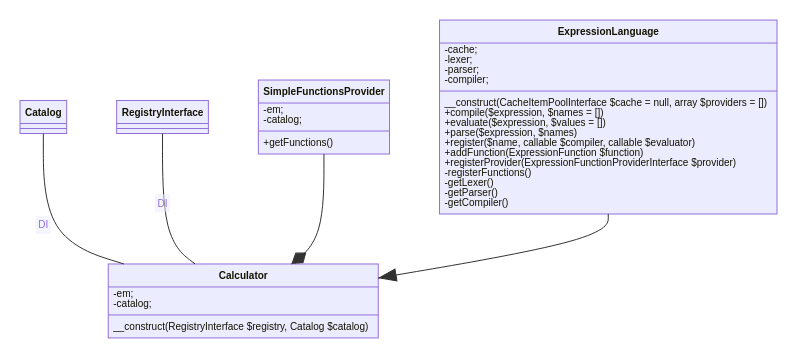 ExpressionLanguage
-cache;
-lexer;
-parser;
-compiler;
__construct(CacheItemPoolInterface $cache = null, array $providers = [])
+compile($expression, $names = [])
+evaluate($expression, $values = [])
+parse($expression, $names)
+register($name, callable $compiler, callable $evaluator)
+addFunction(ExpressionFunction $function)
+registerProvider(ExpressionFunctionProviderInterface $provider)
-registerFunctions()
-getLexer()
-getParser()
-getCompiler()
SimpleFunctionsProvider
-em;
-catalog;
+getFunctions()
Catalog
RegistryInterface
DI
DI
Calculator
-em;
-catalog;
__construct(RegistryInterface $registry, Catalog $catalog)